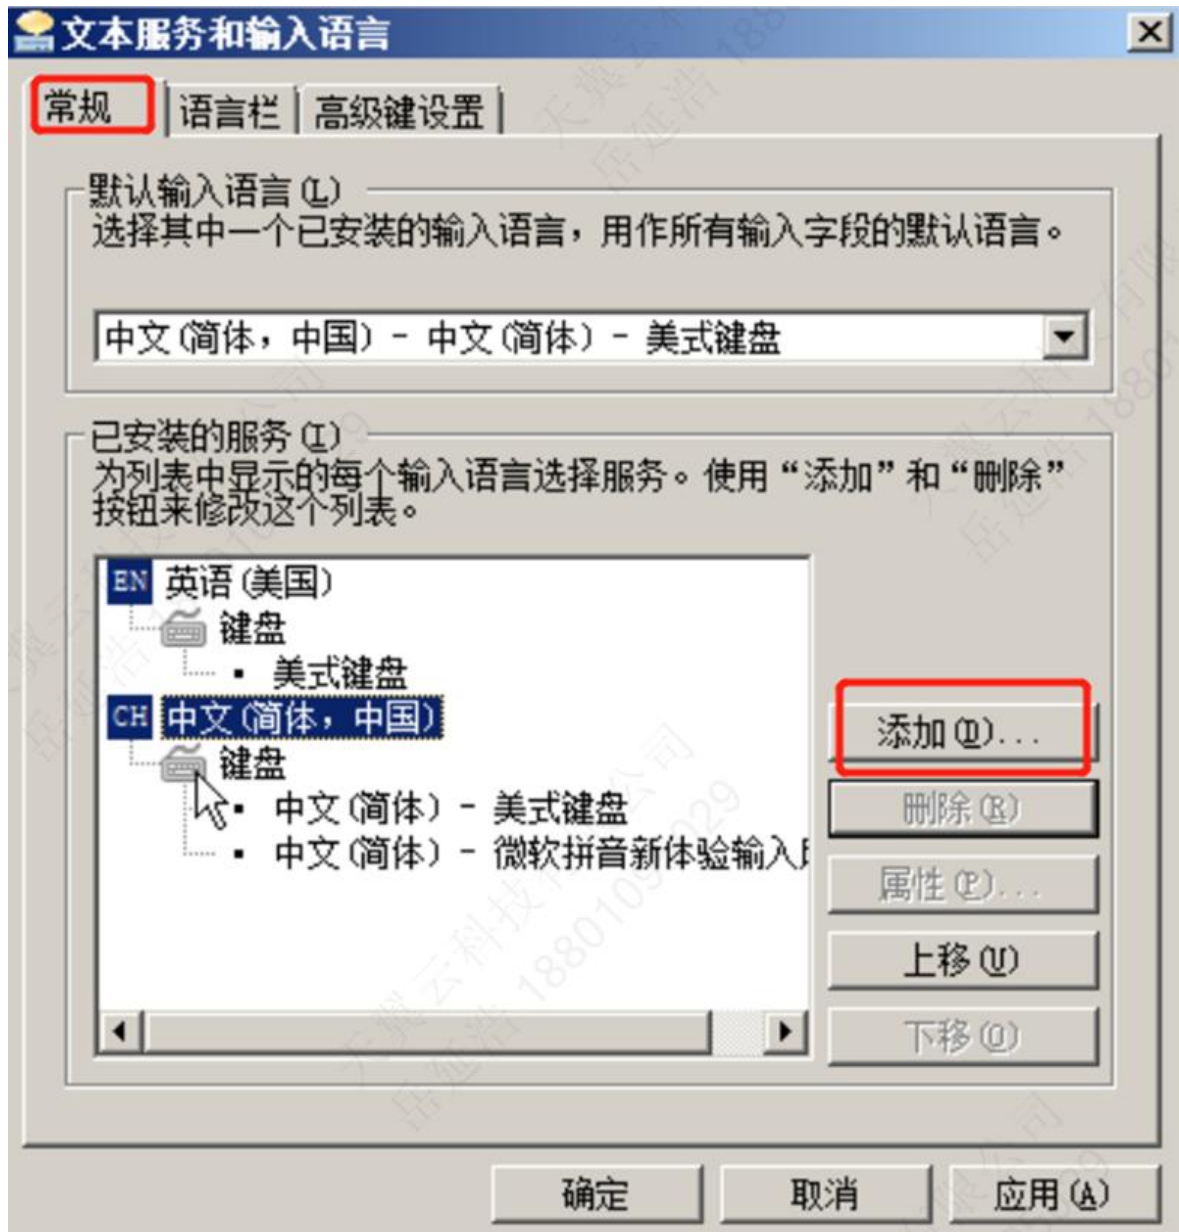 文本服务和输入语言
常规
语言栏
高级键设置
默认输入语言(L)
选择其中一个已安装的输入语言，用作所有输入字段的默认语言。
中文(简体，中国) - 中文(简体) - 美式键盘
已安装的服务(I)
为列表中显示的每个输入语言选择服务。使用“添加”和“删除”
按钮来修改这个列表。
EN 英语(美国)
键盘
美式键盘
CH 中文(简体，中国)
键盘
中文(简体) - 美式键盘
中文(简体) - 微软拼音新体验输入
添加(D)...
删除(R)
属性(P)...
上移(U)
下移(O)
确定
取消
应用(A)